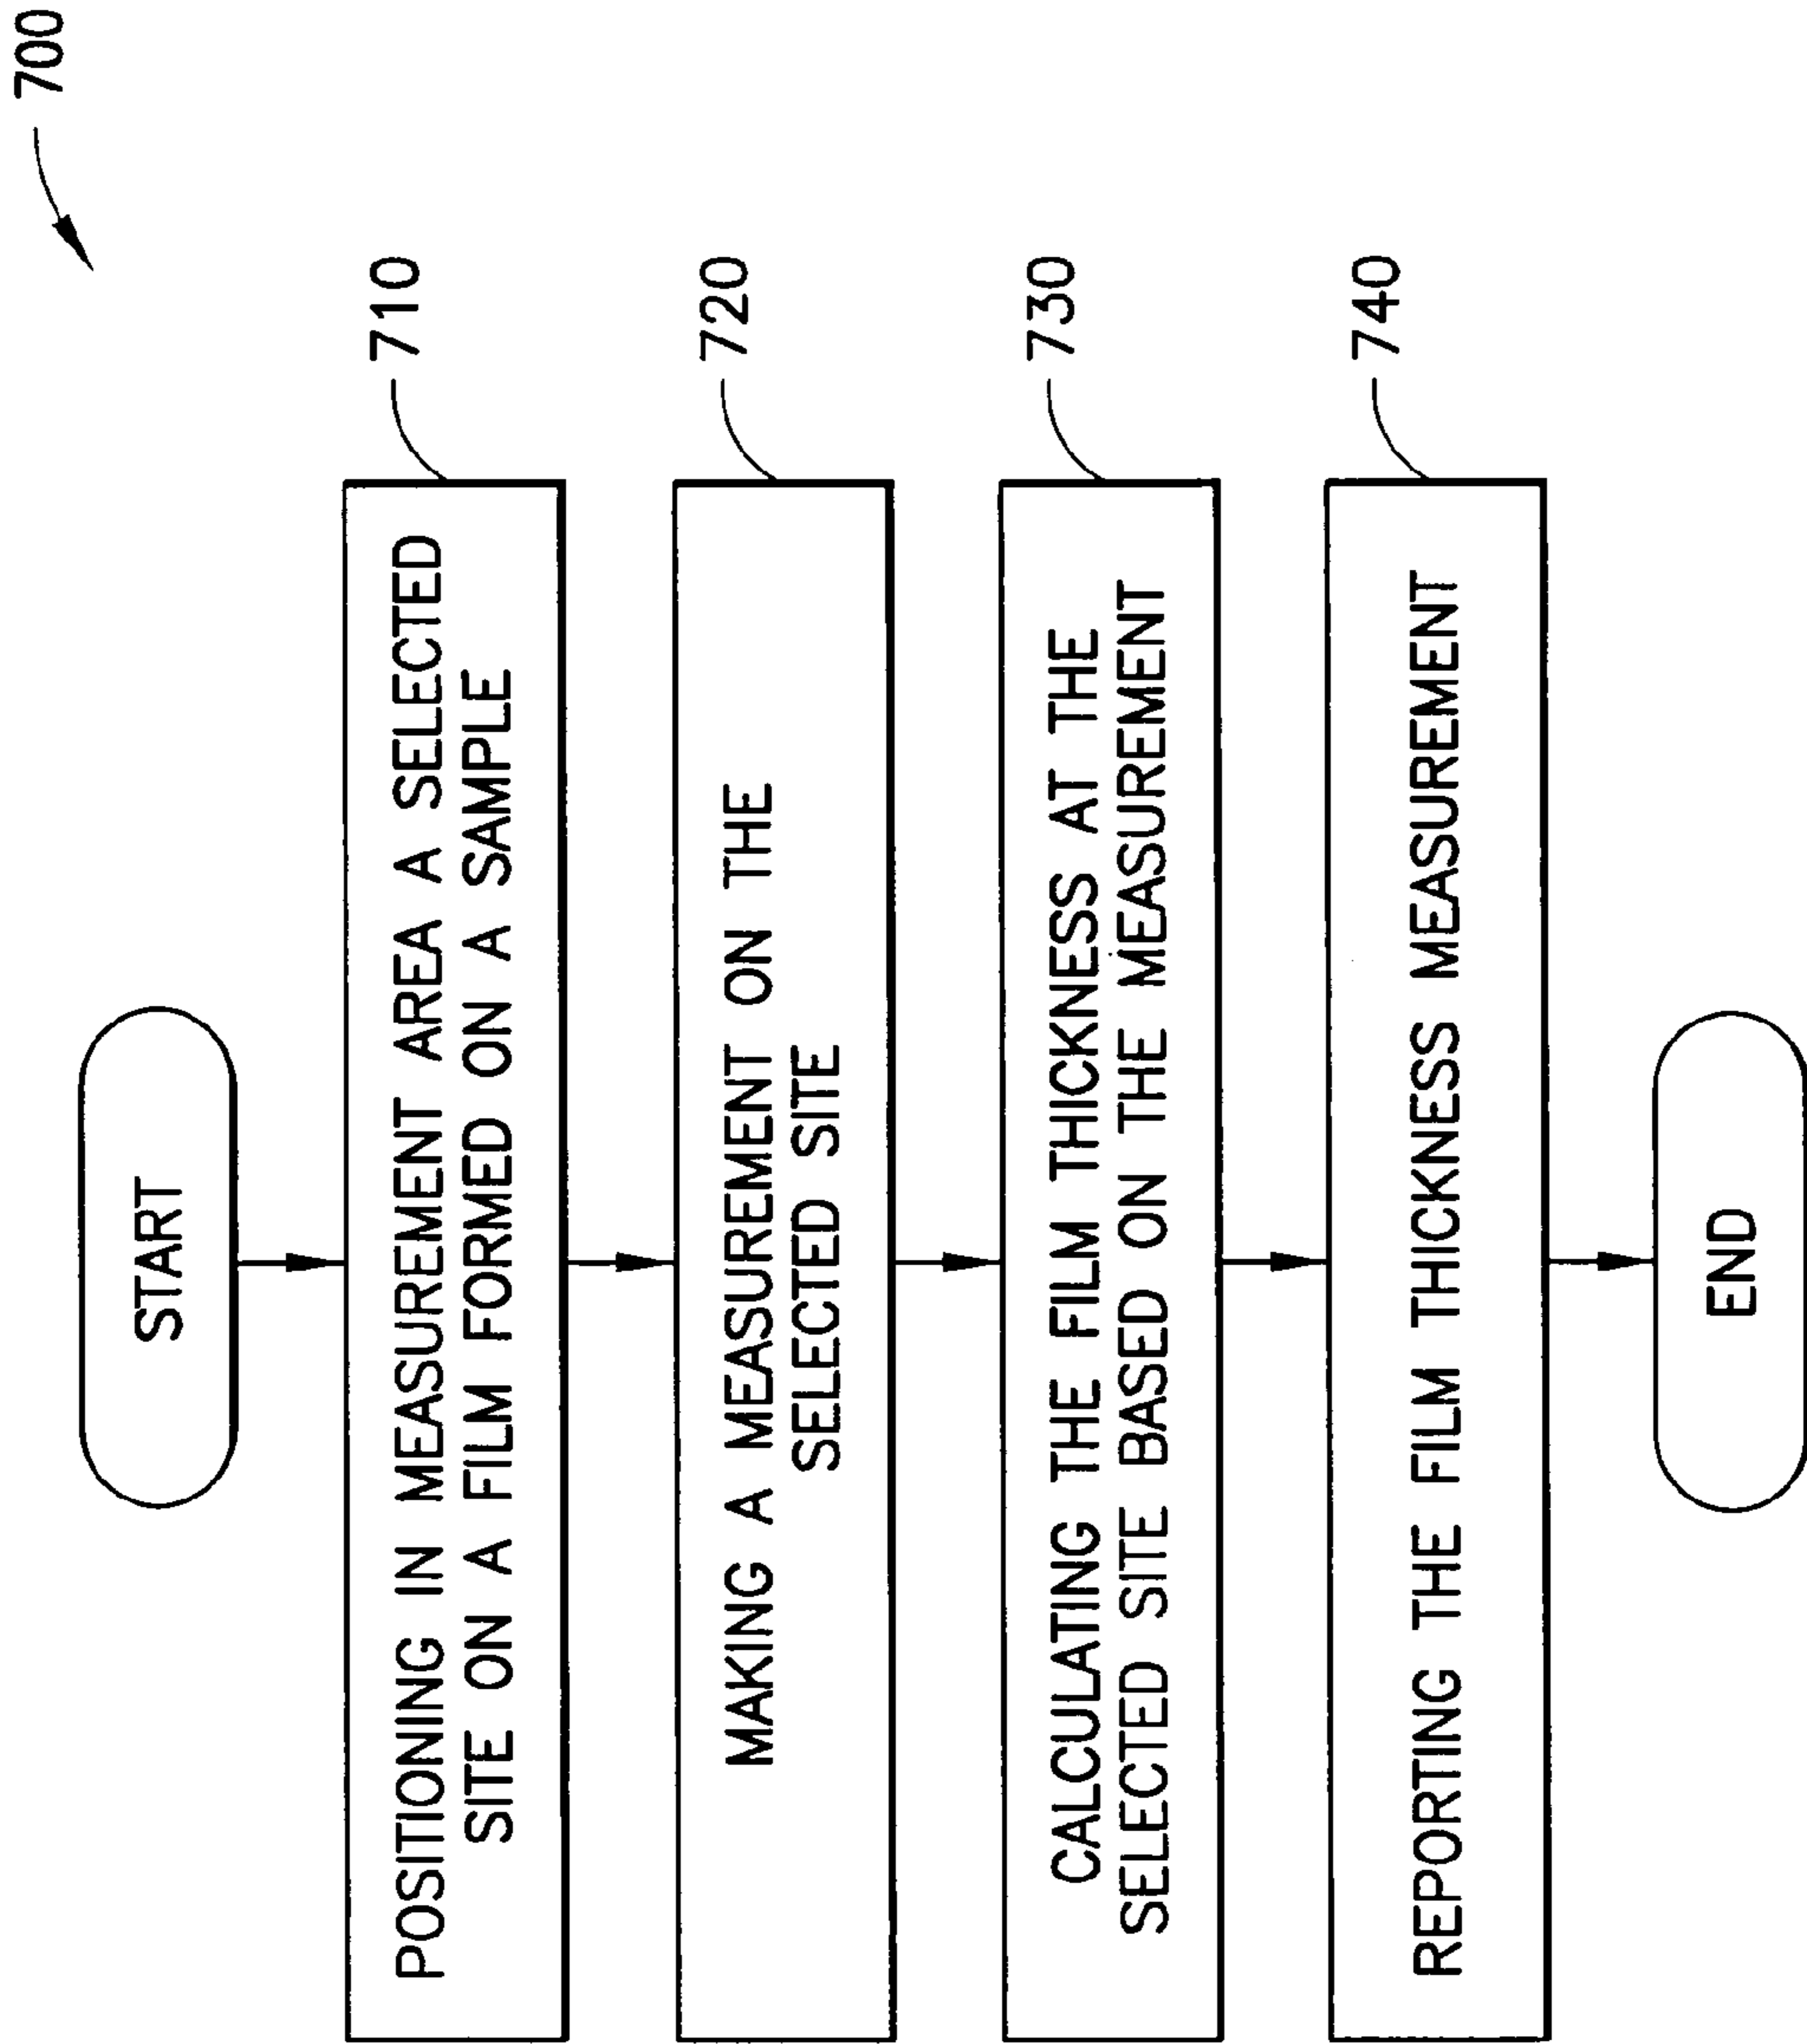 700
START
POSITIONING IN MEASUREMENT AREA A SELECTED
SITE ON A FILM FORMED ON A SAMPLE
710
MAKING A MEASUREMENT ON THE
SELECTED SITE
720
CALCULATING THE FILM THICKNESS AT THE
SELECTED SITE BASED ON THE MEASUREMENT
730
REPORTING THE FILM THICKNESS MEASUREMENT
740
END